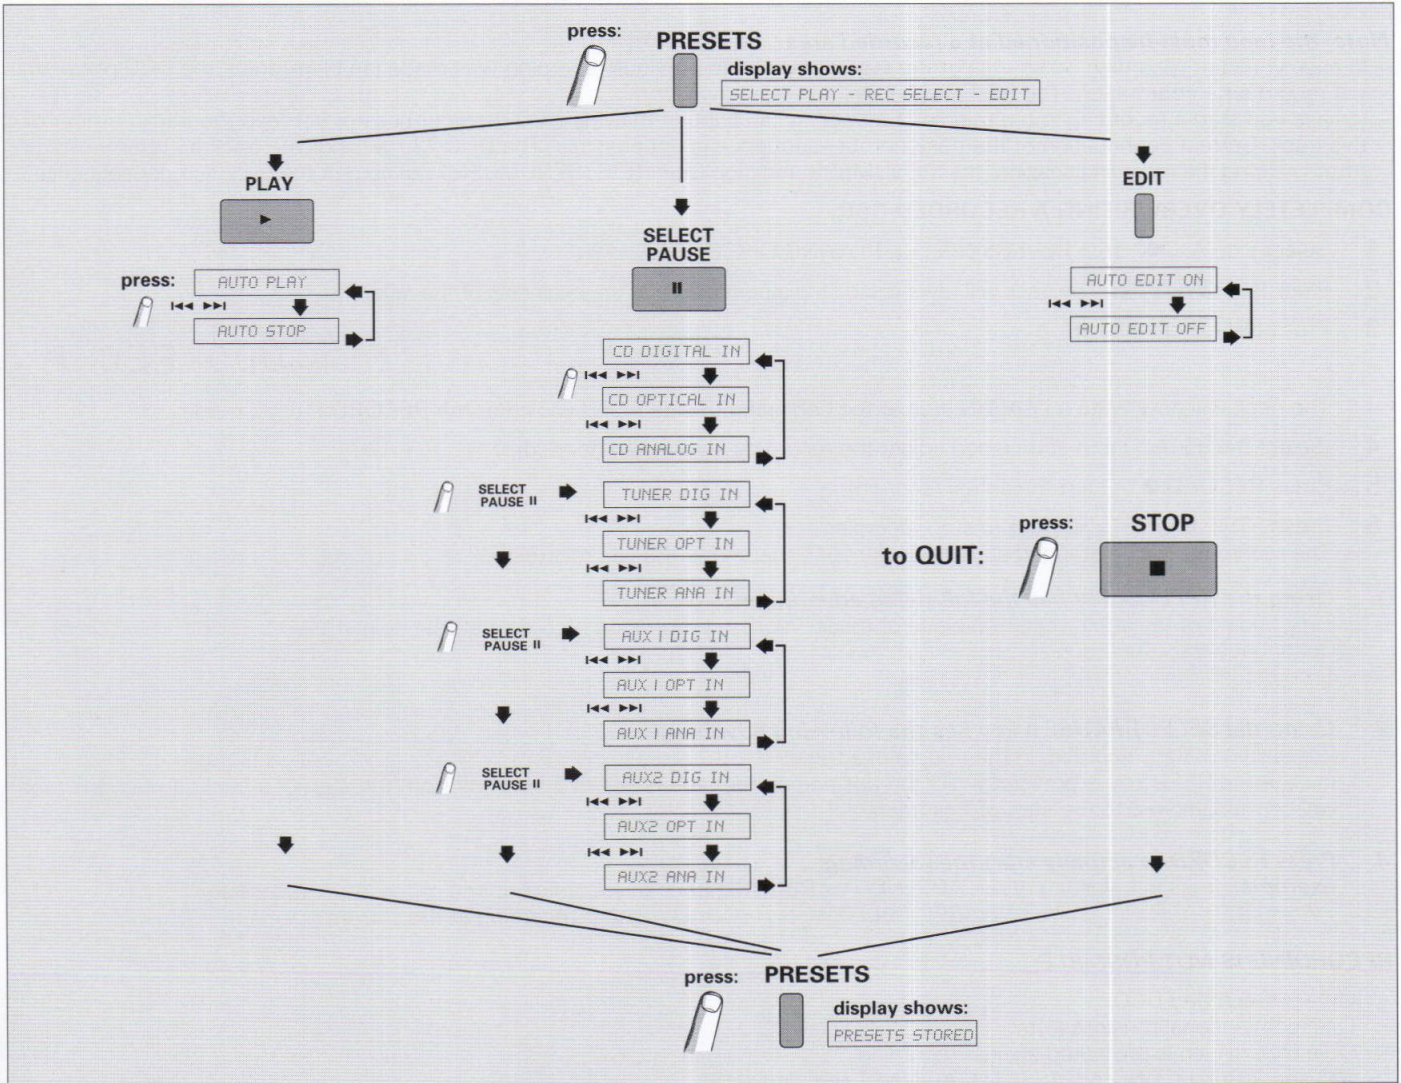 press:
PRESETS
display shows:
SELECT PLAY - REC SELECT - EDIT
PLAY
press:
AUTO PLAY
AUTO STOP
SELECT
PAUSE
CD DIGITAL IN
CD OPTICAL IN
CD ANALOG IN
SELECT
PAUSE
TUNER DIG IN
TUNER OPT IN
TUNER ANA IN
SELECT
PAUSE
AUX1 DIG IN
AUX1 OPT IN
AUX1 ANA IN
SELECT
PAUSE
AUX2 DIG IN
AUX2 OPT IN
AUX2 ANA IN
EDIT
AUTO EDIT ON
AUTO EDIT OFF
to QUIT:
press:
STOP
press:
PRESETS
display shows:
PRESETS STORED